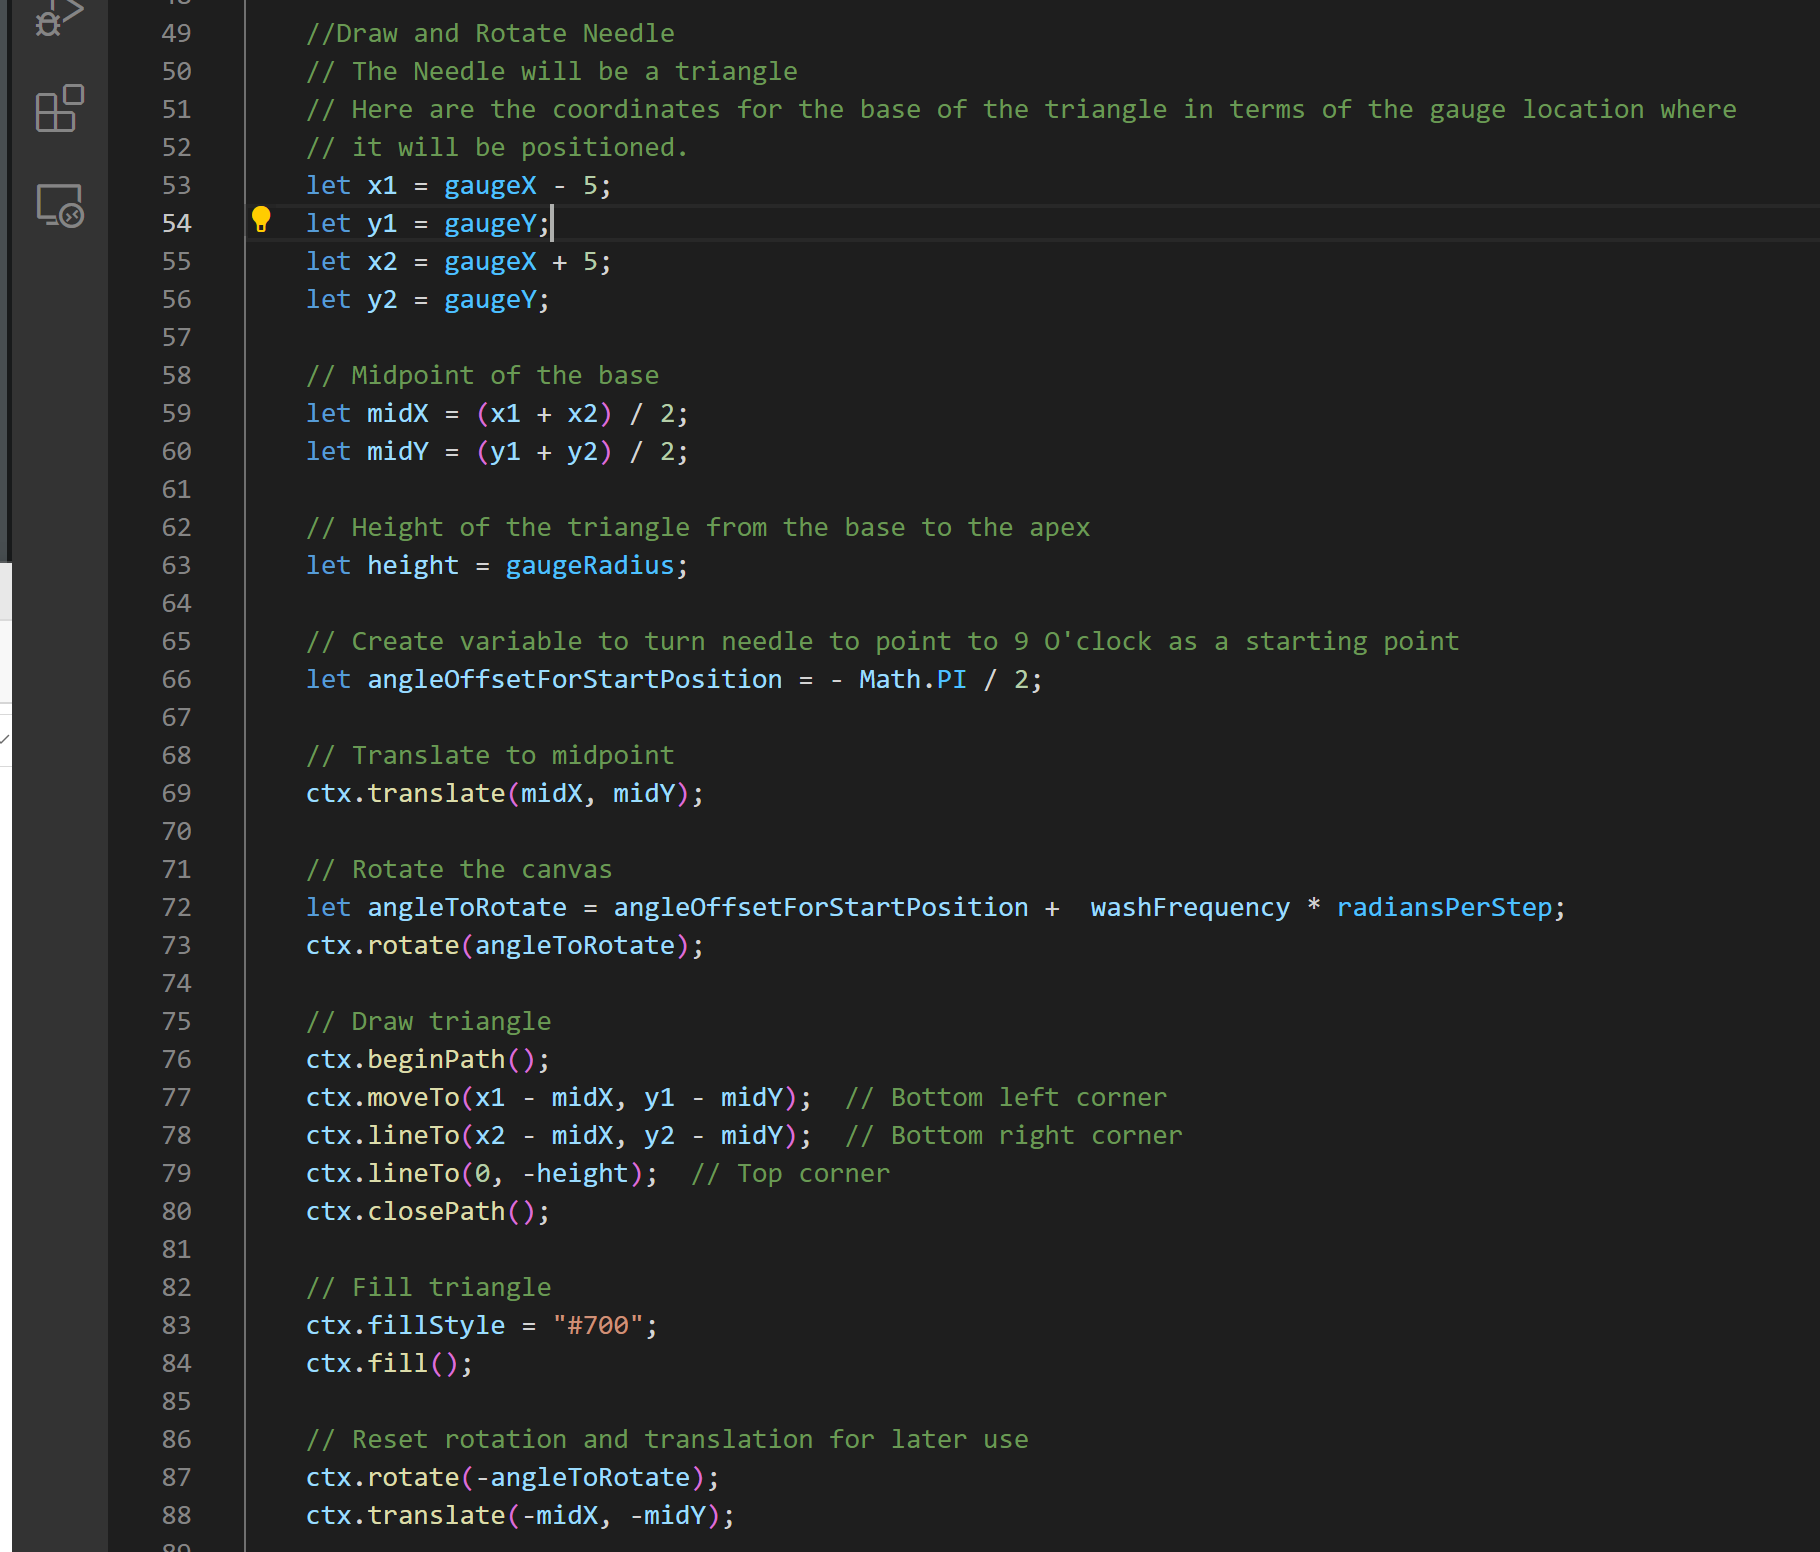 49 //Draw and Rotate Needle
50 // The Needle will be a triangle
51 // Here are the coordinates for the base of the triangle in terms of the gauge location where
52 // it will be positioned.
53 let x1 = gaugeX - 5;
54 let y1 = gaugeY;
55 let x2 = gaugeX + 5;
56 let y2 = gaugeY;
57
58 // Midpoint of the base
59 let midX = (x1 + x2) / 2;
60 let midY = (y1 + y2) / 2;
61
62 // Height of the triangle from the base to the apex
63 let height = gaugeRadius;
64
65 // Create variable to turn needle to point to 9 O'clock as a starting point
66 let angleOffsetForStartPosition = - Math.PI / 2;
67
68 // Translate to midpoint
69 ctx.translate(midX, midY);
70
71 // Rotate the canvas
72 let angleToRotate = angleOffsetForStartPosition +  washFrequency * radiansPerStep;
73 ctx.rotate(angleToRotate);
74
75 // Draw triangle
76 ctx.beginPath();
77 ctx.moveTo(x1 - midX, y1 - midY);  // Bottom left corner
78 ctx.lineTo(x2 - midX, y2 - midY);  // Bottom right corner
79 ctx.lineTo(0, -height);  // Top corner
80 ctx.closePath();
81
82 // Fill triangle
83 ctx.fillStyle = "#700";
84 ctx.fill();
85
86 // Reset rotation and translation for later use
87 ctx.rotate(-angleToRotate);
88 ctx.translate(-midX, -midY);